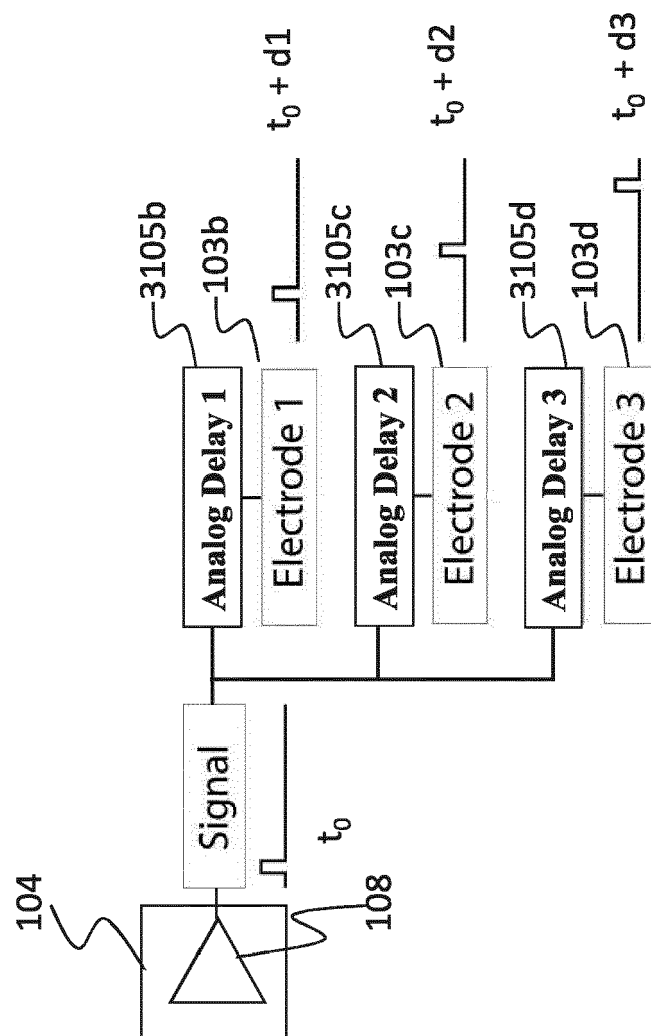 104
108
Signal
t₀
Analog Delay 1
3105b
Electrode 1
103b
t₀ + d1
Analog Delay 2
3105c
Electrode 2
103c
t₀ + d2
Analog Delay 3
3105d
Electrode 3
103d
t₀ + d3